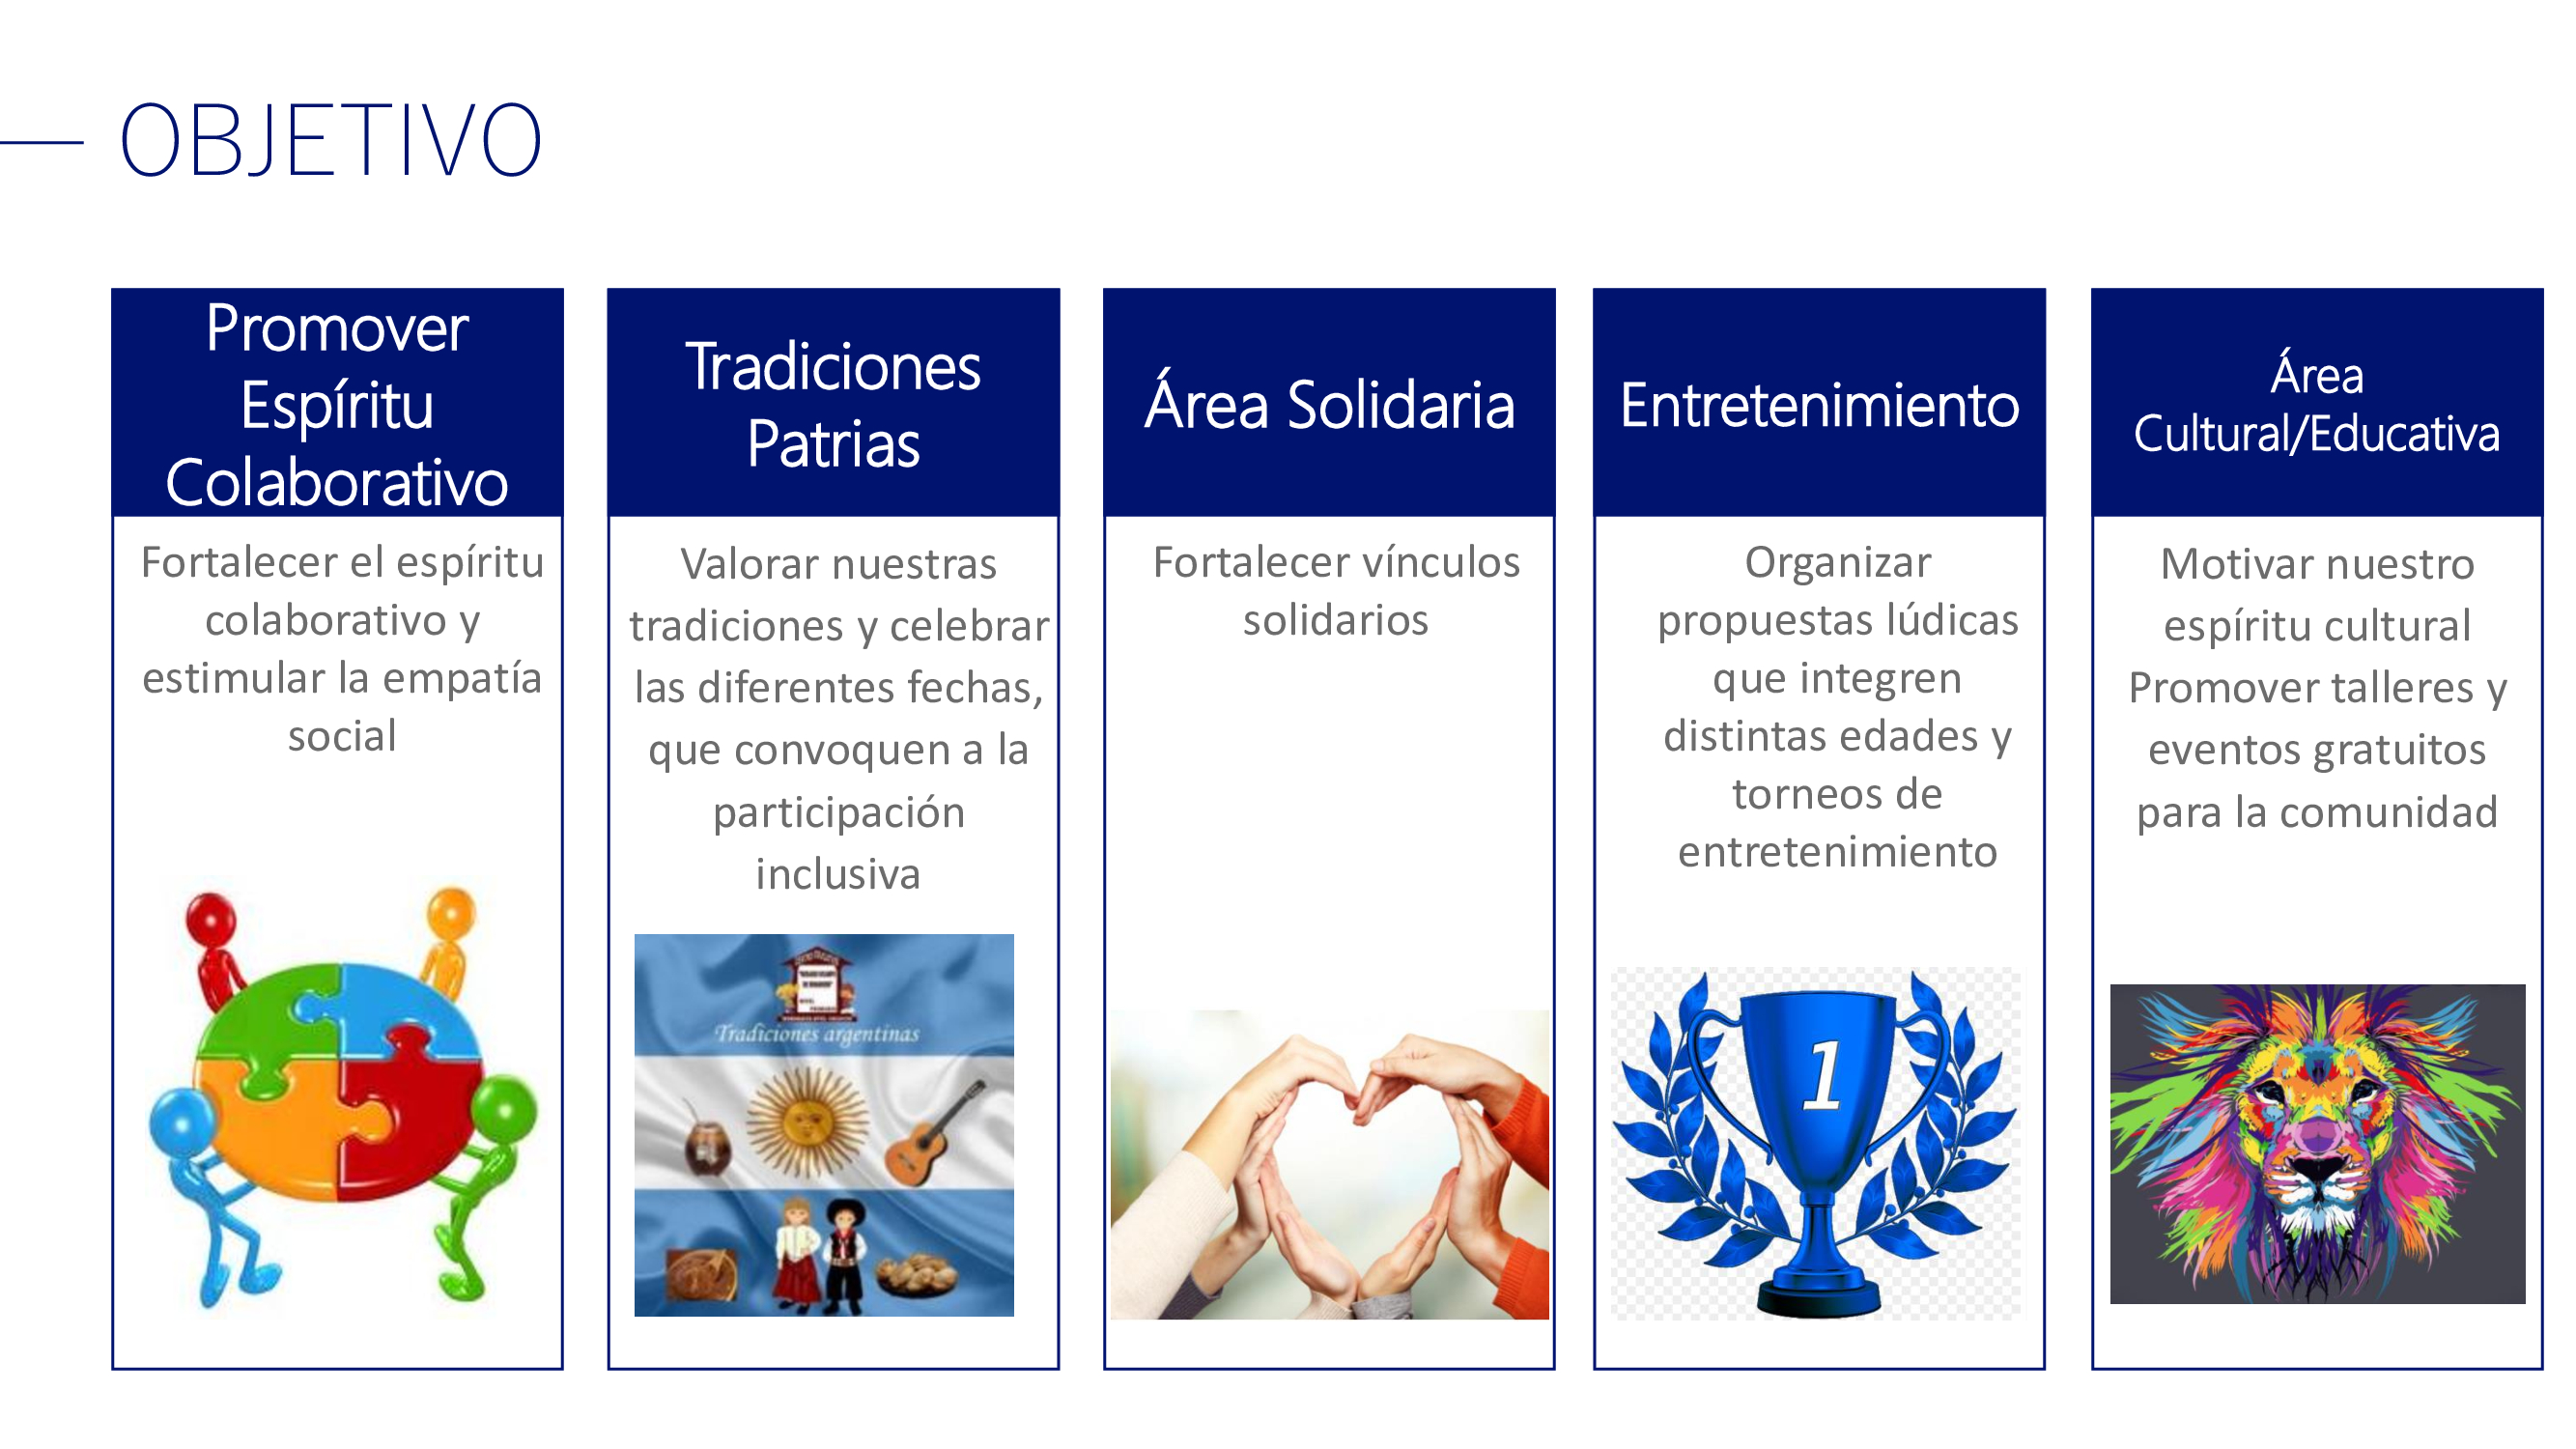 OBJETIVO
Promover
Espíritu
Colaborativo
Fortalecer el espíritu
colaborativo y
estimular la empatía
social
Tradiciones
Patrias
Valorar nuestras
tradiciones y celebrar
las diferentes fechas,
que convoquen a la
participación
inclusiva
Tradiciones argentinas
Área Solidaria
Fortalecer vínculos
solidarios
Entretenimiento
Organizar
propuestas lúdicas
que integren
distintas edades y
torneos de
entretenimiento
1
Área
Cultural/Educativa
Motivar nuestro
espíritu cultural
Promover talleres y
eventos gratuitos
para la comunidad